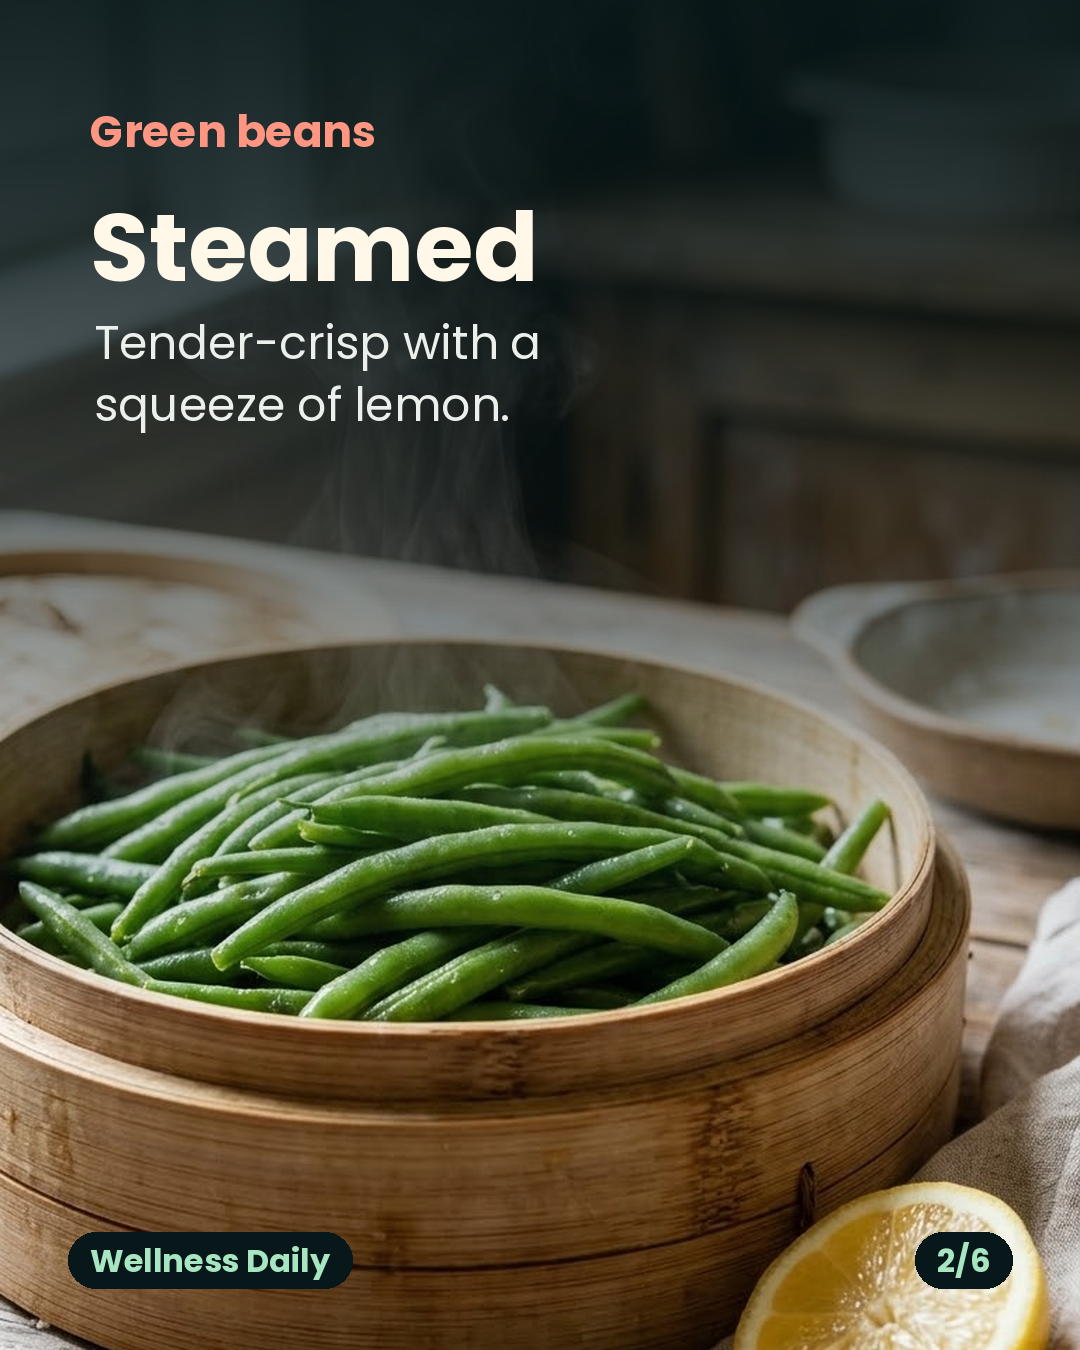 Green beans
Steamed
Tender-crisp with a
squeeze of lemon.
Wellness Daily
2/6